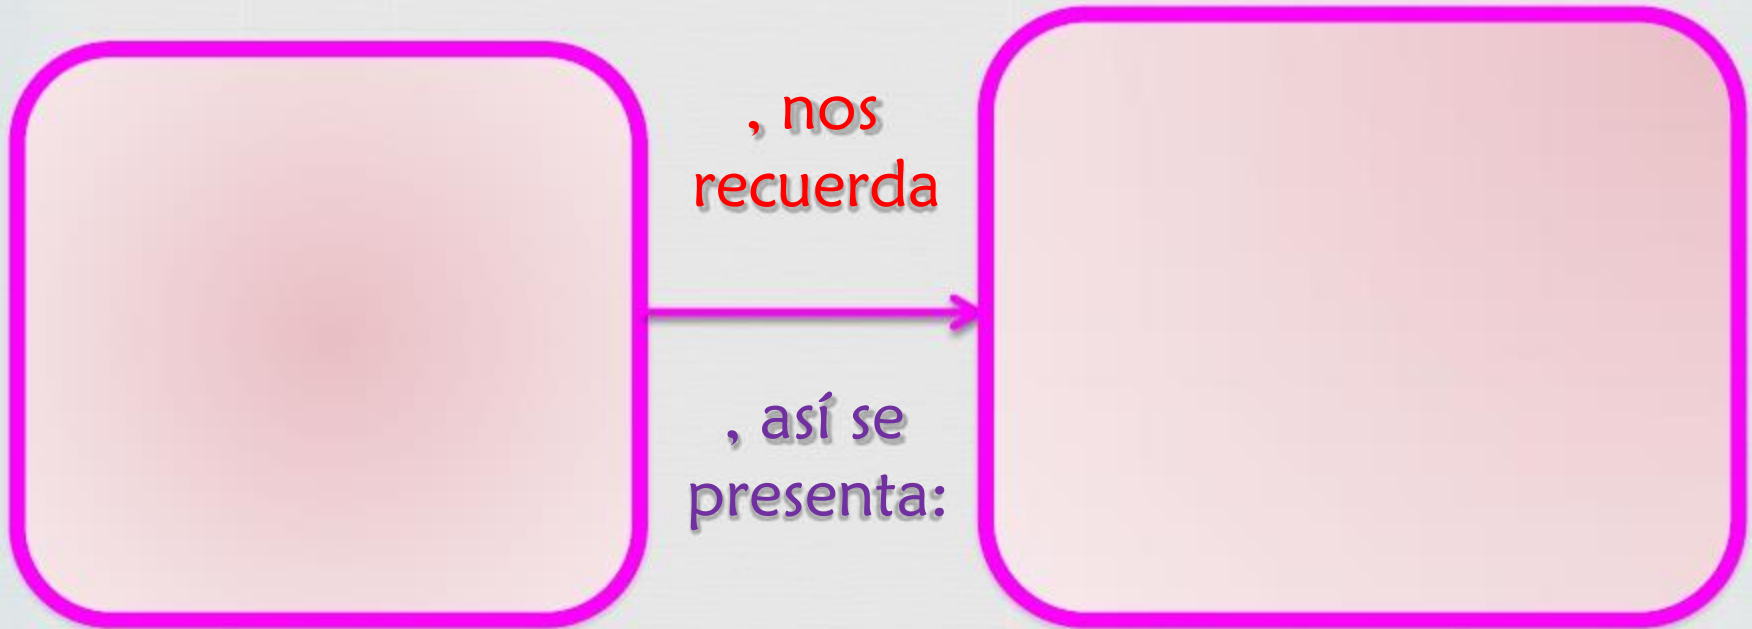 , nos
recuerda
, así se
presenta: